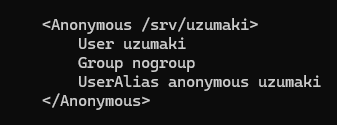 <Anonymous /srv/uzumaki>
User uzumaki
Group nogroup
UserAlias anonymous uzumaki
</Anonymous>